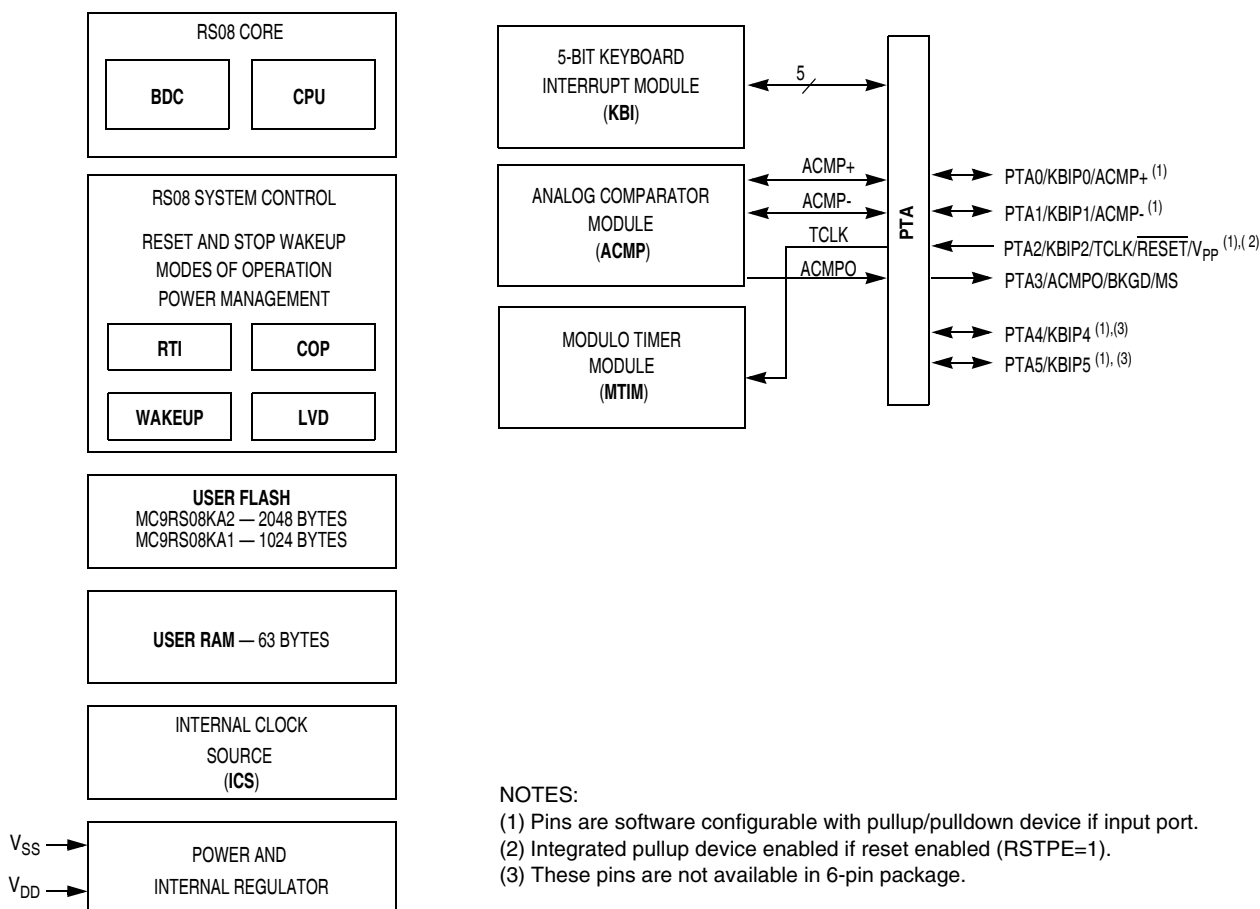 RS08 CORE
BDC
CPU
RS08 SYSTEM CONTROL
RESET AND STOP WAKEUP
MODES OF OPERATION
POWER MANAGEMENT
RTI
COP
WAKEUP
LVD
USER FLASH
MC9RS08KA2 — 2048 BYTES
MC9RS08KA1 — 1024 BYTES
USER RAM — 63 BYTES
INTERNAL CLOCK
SOURCE
(ICS)
VSS
VDD
POWER AND
INTERNAL REGULATOR
5-BIT KEYBOARD
INTERRUPT MODULE
(KBI)
5
ANALOG COMPARATOR
MODULE
(ACMP)
ACMP+
ACMP-
TCLK
ACMPO
MODULO TIMER
MODULE
(MTIM)
PTA
PTA0/KBIP0/ACMP+ (1)
PTA1/KBIP1/ACMP- (1)
PTA2/KBIP2/TCLK/RESET/VPP (1),( 2)
PTA3/ACMPO/BKGD/MS
PTA4/KBIP4 (1),(3)
PTA5/KBIP5 (1), (3)
NOTES:
(1) Pins are software configurable with pullup/pulldown device if input port.
(2) Integrated pullup device enabled if reset enabled (RSTPE=1).
(3) These pins are not available in 6-pin package.